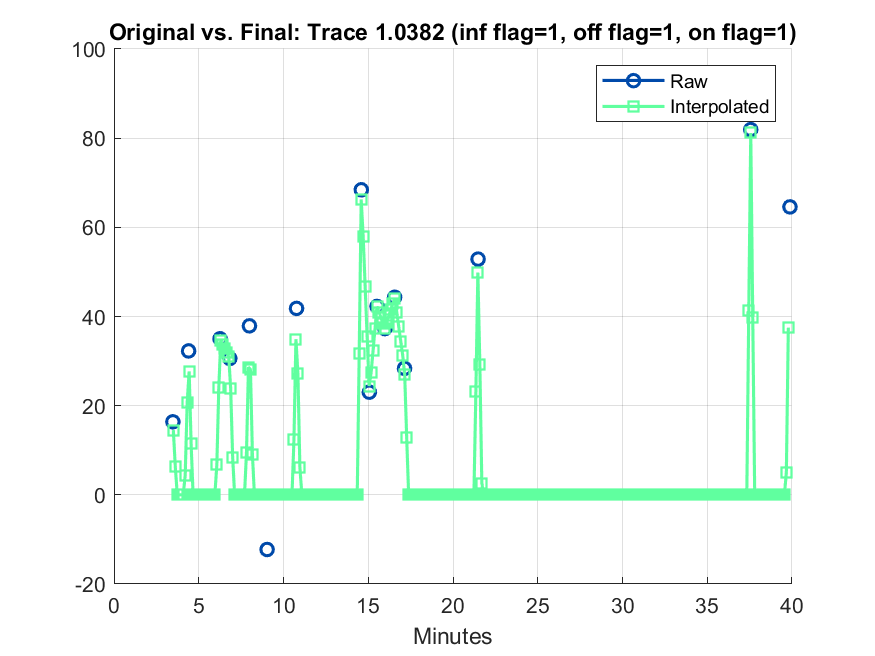 Original vs. Final: Trace 1.0382 (inf flag=1, off flag=1, on flag=1)
100
80
60
40
20
0
-20
Raw
Interpolated
0 5 10 15 20 25 30 35 40
Minutes